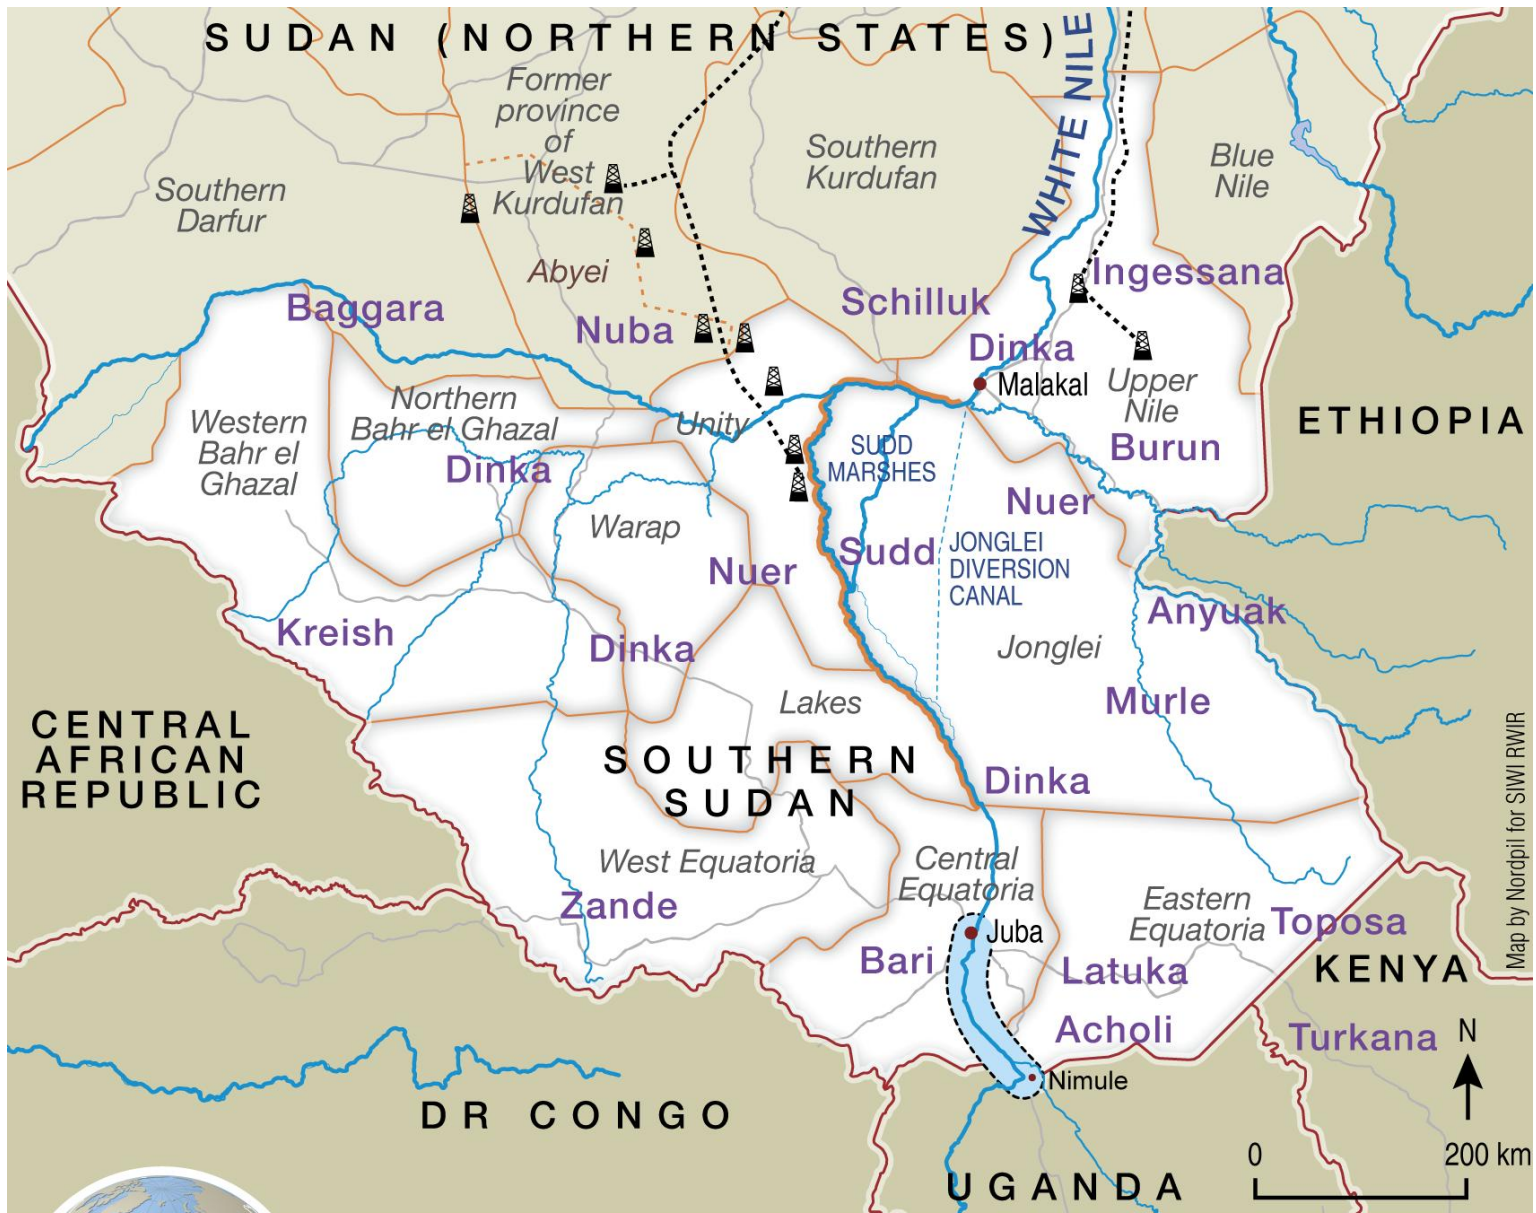 SUDAN (NORTHERN STATES)
WHITE NILE
Former
province
of
West
Kurdufan
Southern
Kurdufan
Blue
Nile
Southern
Darfur
Abyei
Ingessana
Baggara
Nuba
Schilluk
Dinka
Malakal
Upper
Nile
Northern
Bahr el Ghazal
Western
Bahr el
Ghazal
Unity
ETHIOPIA
SUDD
MARSHES
Burun
Dinka
Nuer
Warap
Nuer
Sudd
JONGLEI
DIVERSION
CANAL
Anyuak
Kreish
Dinka
Jonglei
Lakes
Murle
CENTRAL
AFRICAN
REPUBLIC
SOUTHERN
SUDAN
Dinka
West Equatoria
Central
Equatoria
Eastern
Equatoria
Zande
Toposa
Juba
Bari
Latuka
KENYA
Acholi
Turkana
N
Nimule
DR CONGO
UGANDA
0
200 km
Map by Nordpil for SIWI RWIR